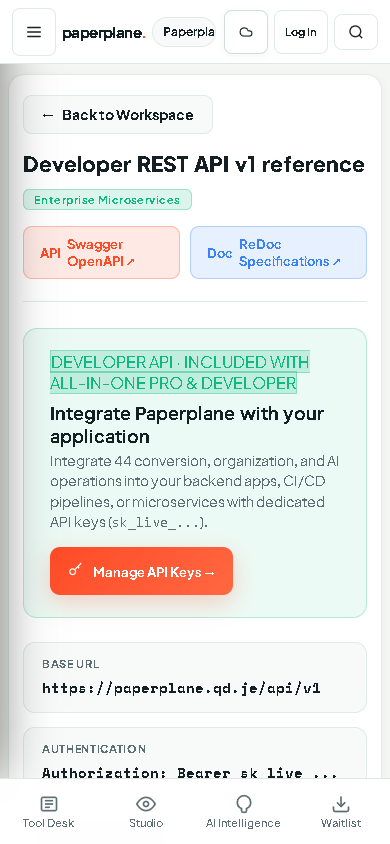 paperplane.
Paperpla
Log In
← Back to Workspace
Developer REST API v1 reference
Enterprise Microservices
API Swagger
OpenAPI ↗
Doc ReDoc
Specifications ↗
DEVELOPER API · INCLUDED WITH
ALL-IN-ONE PRO & DEVELOPER
Integrate Paperplane with your
application
Integrate 44 conversion, organization, and AI
operations into your backend apps, CI/CD
pipelines, or microservices with dedicated
API keys (sk_live_...).
Manage API Keys →
BASE URL
https://paperplane.qd.je/api/v1
AUTHENTICATION
Authorization: Bearer sk_live_...
Tool Desk
Studio
AI Intelligence
Waitlist